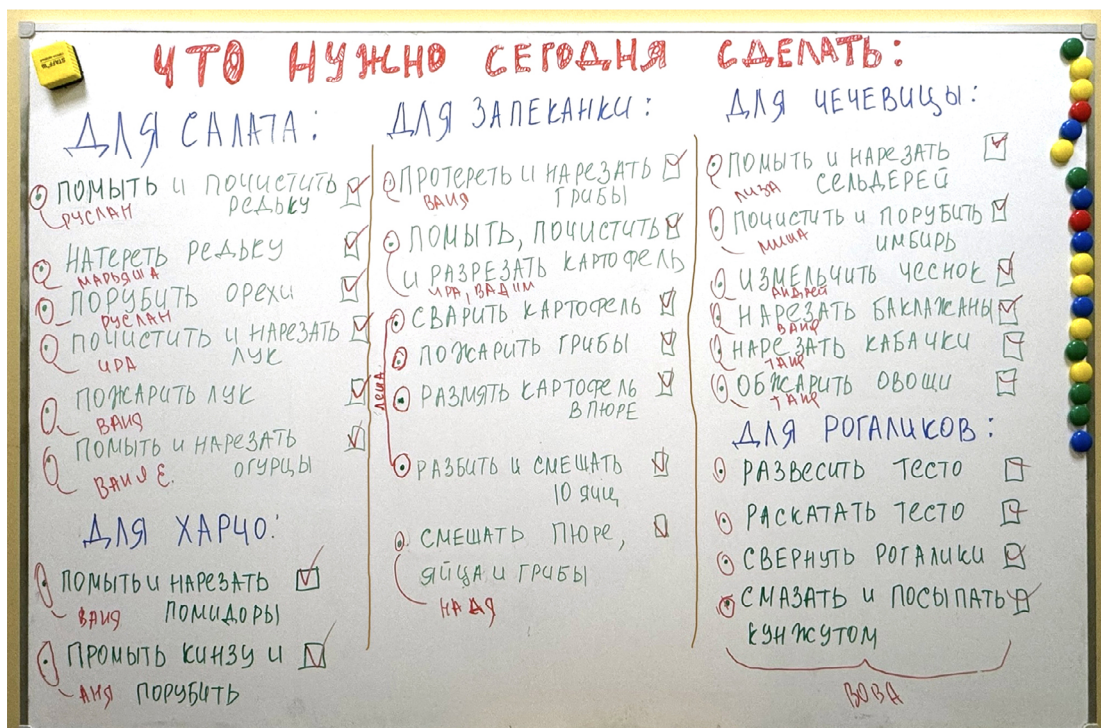 ЧТО НУЖНО СЕГОДНЯ СДЕЛАТЬ:
ДЛЯ САЛАТА:
ПОМЫТЬ И ПОЧИСТИТЬ
РУСЛАН РЕДЬКУ
НАТЕРЕТЬ РЕДЬКУ
МАРЬЯША
ПОРУБИТЬ ОРЕХИ
РУСЛАН
ПОЧИСТИТЬ И НАРЕЗАТЬ
ИРА ЛУК
ПОЖАРИТЬ ЛУК
ВАНЯ
ПОМЫТЬ И НАРЕЗАТЬ
ВАНЯ Е. ОГУРЦЫ
ДЛЯ ХАРЧО:
ПОМЫТЬ И НАРЕЗАТЬ
ВАНЯ ПОМИДОРЫ
ПРОМЫТЬ КИНЗУ И
АНЯ ПОРУБИТЬ
ДЛЯ ЗАПЕКАНКИ:
ПРОТЕРЕТЬ И НАРЕЗАТЬ
ВАНЯ ГРИБЫ
ПОМЫТЬ, ПОЧИСТИТЬ
И РАЗРЕЗАТЬ КАРТОФЕЛЬ
ИРА, ВАДИМ
СВАРИТЬ КАРТОФЕЛЬ
ПОЖАРИТЬ ГРИБЫ
ЛЕША
РАЗМЯТЬ КАРТОФЕЛЬ
В ПЮРЕ
РАЗБИТЬ И СМЕШАТЬ
10 ЯИЦ
СМЕШАТЬ ПЮРЕ,
ЯЙЦА И ГРИБЫ
НАДЯ
ДЛЯ ЧЕЧЕВИЦЫ:
ПОМЫТЬ И НАРЕЗАТЬ
ЛИЗА СЕЛЬДЕРЕЙ
ПОЧИСТИТЬ И ПОРУБИТЬ
МИША ИМБИРЬ
ИЗМЕЛЬЧИТЬ ЧЕСНОК
АНДРЕЙ
НАРЕЗАТЬ БАКЛАЖАНЫ
ВАНЯ
НАРЕЗАТЬ КАБАЧКИ
ТАНЯ
ОБЖАРИТЬ ОВОЩИ
ТАНЯ
ДЛЯ РОГАЛИКОВ:
РАЗВЕСИТЬ ТЕСТО
РАСКАТАТЬ ТЕСТО
СВЕРНУТЬ РОГАЛИКИ
СМАЗАТЬ И ПОСЫПАТЬ
КУНЖУТОМ
ВОВА